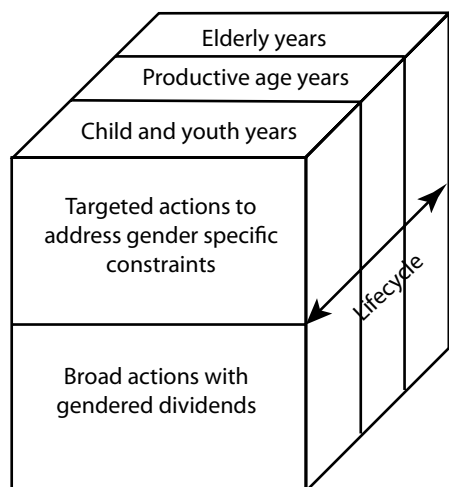 Elderly years
Productive age years
Child and youth years
Targeted actions to
address gender specific
constraints
Lifecycle
Broad actions with
gendered dividends